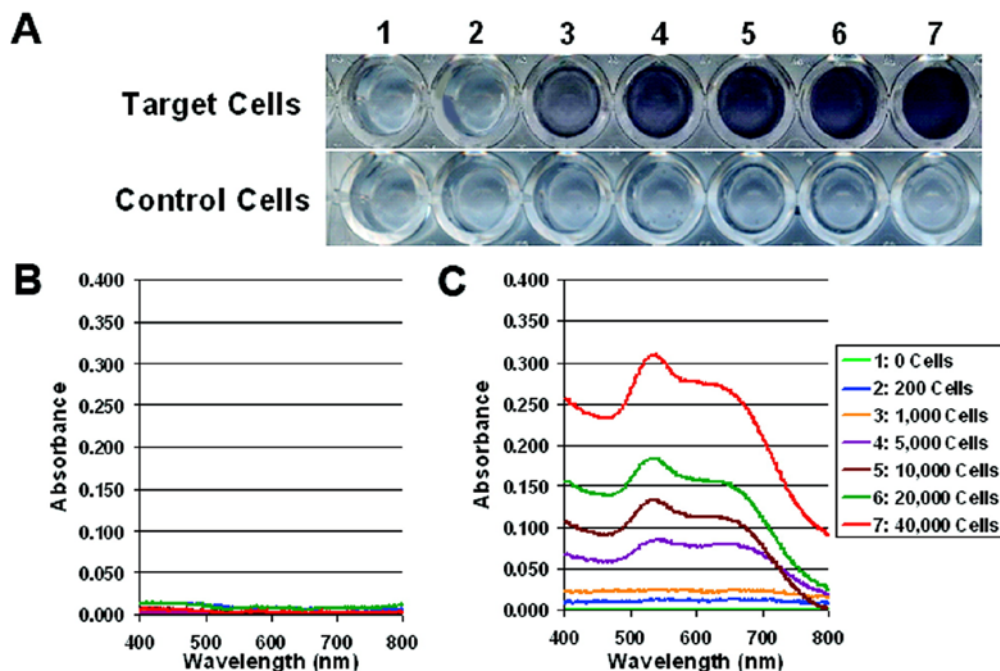 A
1 2 3 4 5 6 7
Target Cells
Control Cells
B
0.400
0.350
0.300
0.250
0.200
0.150
0.100
0.050
0.000
Absorbance
400 500 600 700 800
Wavelength (nm)
C
0.400
0.350
0.300
0.250
0.200
0.150
0.100
0.050
0.000
Absorbance
400 500 600 700 800
Wavelength (nm)
1: 0 Cells
2: 200 Cells
3: 1,000 Cells
4: 5,000 Cells
5: 10,000 Cells
6: 20,000 Cells
7: 40,000 Cells